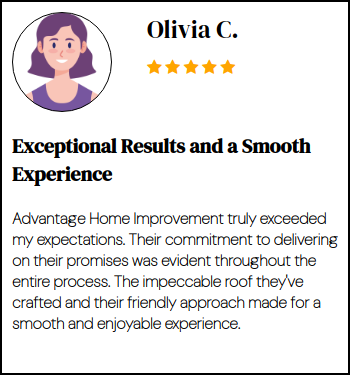 Olivia C.
Exceptional Results and a Smooth
Experience
Advantage Home Improvement truly exceeded
my expectations. Their commitment to delivering
on their promises was evident throughout the
entire process. The impeccable roof they've
crafted and their friendly approach made for a
smooth and enjoyable experience.